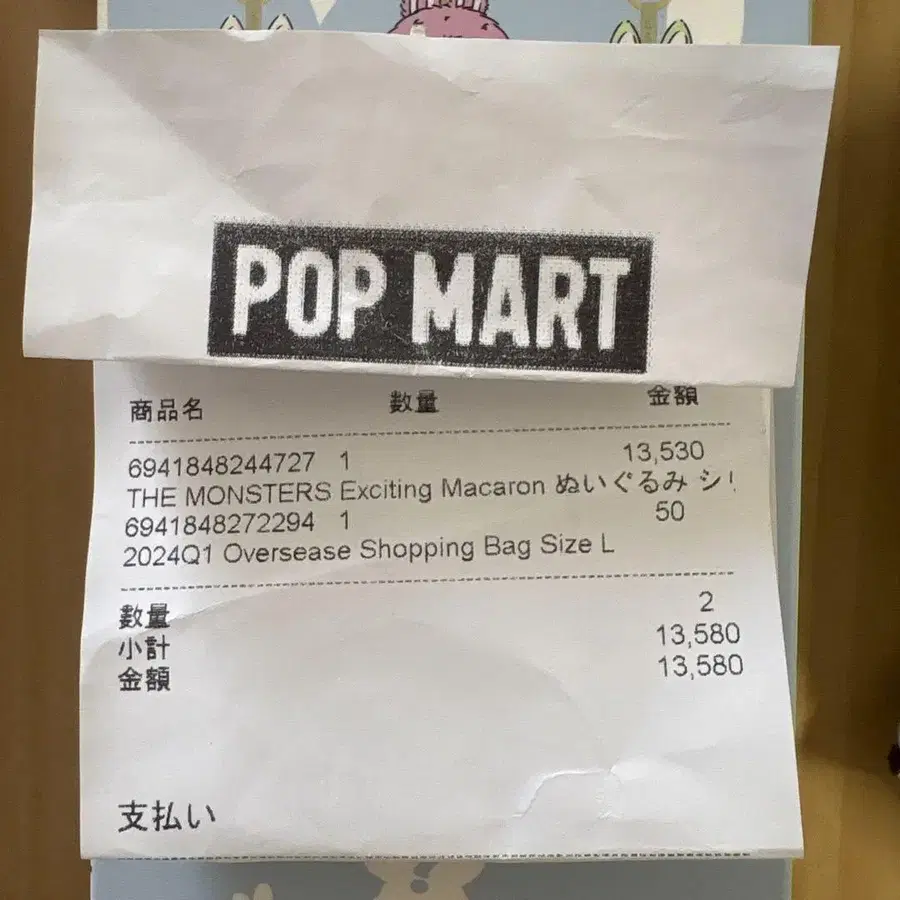 POP MART
商品名 数量 金額
6941848244727 1 13,530
THE MONSTERS Exciting Macaron ぬいぐるみ シリ
6941848272294 1 50
2024Q1 Oversease Shopping Bag Size L
数量 2
小計 13,580
金額 13,580
支払い